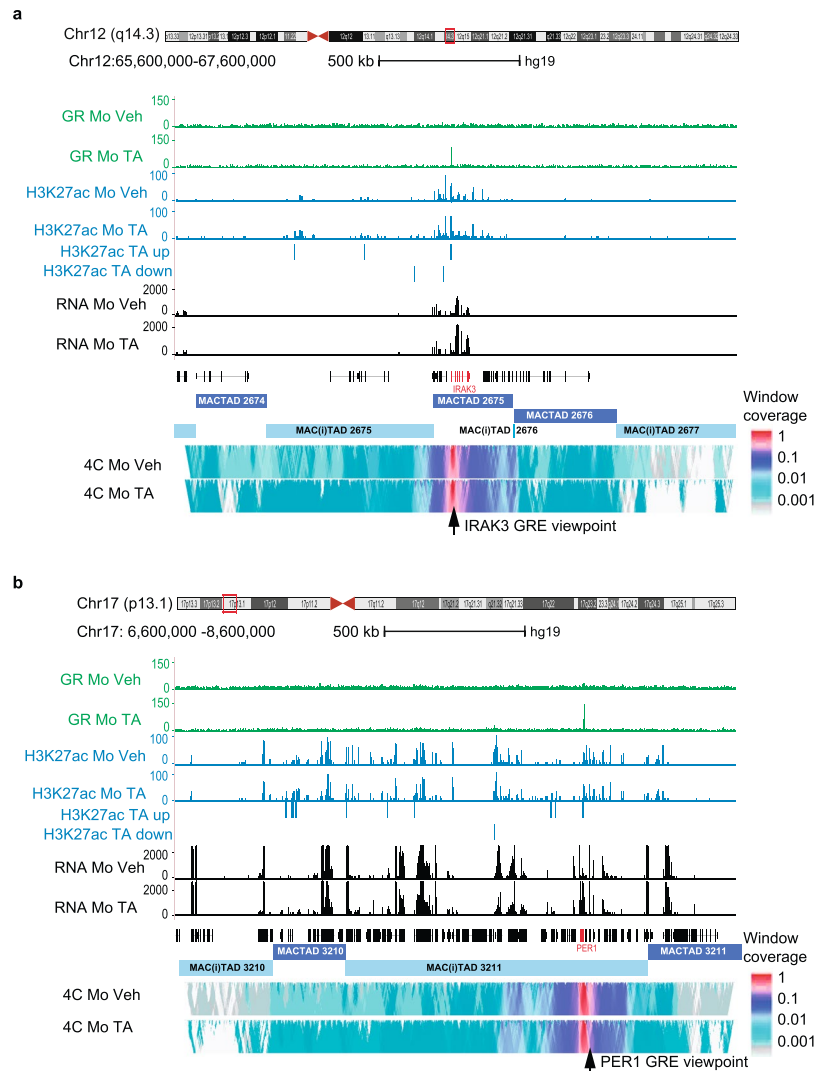 a
Chr12 (q14.3)
Chr12:65,600,000-67,600,000 500 kb hg19
GR Mo Veh 150 0
GR Mo TA 150 0
H3K27ac Mo Veh 100 0
H3K27ac Mo TA 100 0
H3K27ac TA up
H3K27ac TA down
RNA Mo Veh 2000 0
RNA Mo TA 2000 0
IRAK3
MACTAD 2674 MACTAD 2675
MACTAD 2676
MAC(i)TAD 2675 MAC(i)TAD 2676 MAC(i)TAD 2677
Window coverage
1
0.1
0.01
0.001
4C Mo Veh
4C Mo TA
IRAK3 GRE viewpoint
b
Chr17 (p13.1)
Chr17: 6,600,000 -8,600,000 500 kb hg19
GR Mo Veh 150 0
GR Mo TA 150 0
H3K27ac Mo Veh 100 0
H3K27ac Mo TA 100 0
H3K27ac TA up
H3K27ac TA down
RNA Mo Veh 2000 0
RNA Mo TA 2000 0
PER1
MACTAD 3210 MACTAD 3211
MAC(i)TAD 3210 MAC(i)TAD 3211
Window coverage
1
0.1
0.01
0.001
4C Mo Veh
4C Mo TA
PER1 GRE viewpoint